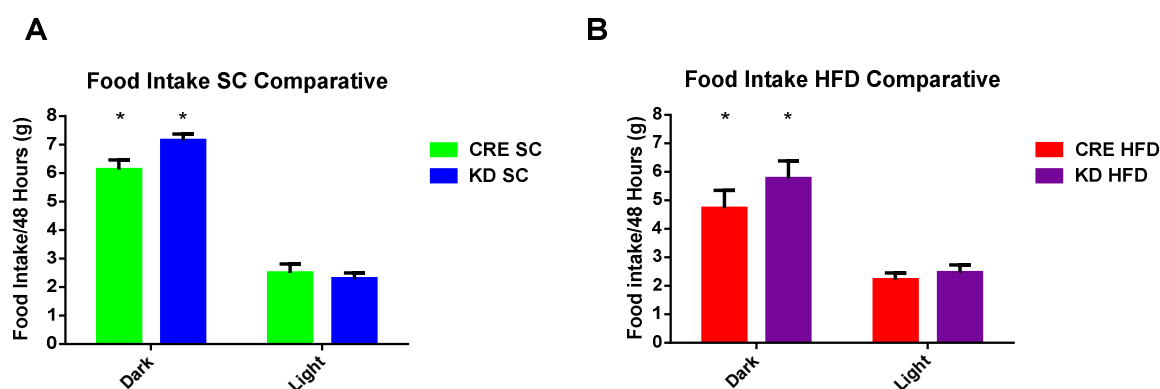 A
Food Intake SC Comparative
Food Intake/48 Hours (g)
8
7
6
5
4
3
2
1
0
* *
Dark
Light
CRE SC
KD SC
B
Food Intake HFD Comparative
Food intake/48 Hours (g)
8
7
6
5
4
3
2
1
0
* *
Dark
Light
CRE HFD
KD HFD